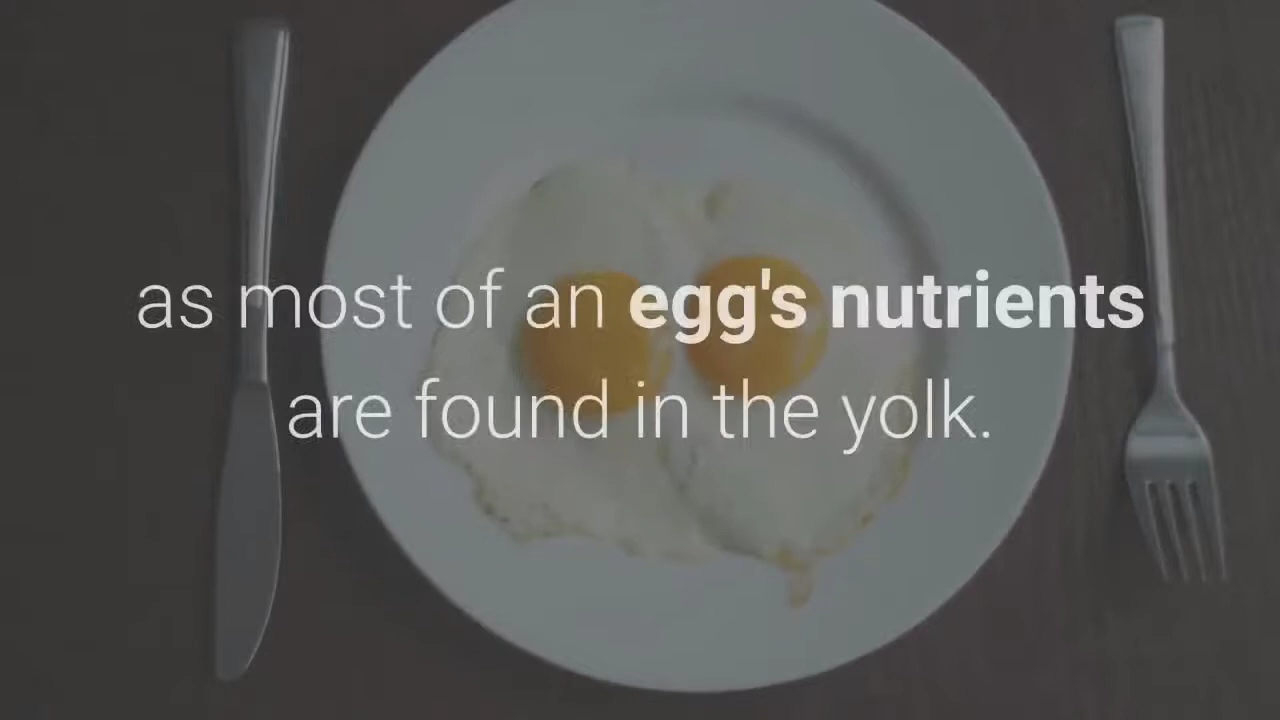 as most of an egg's nutrients
are found in the yolk.